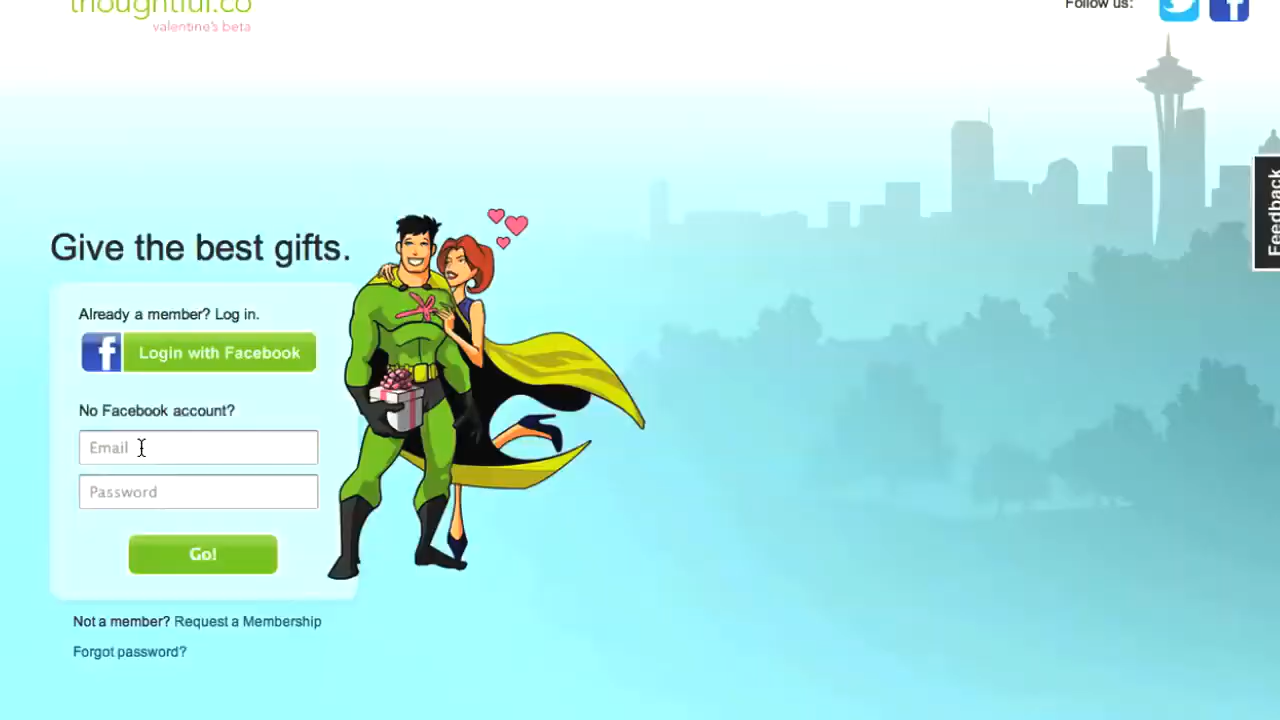 thoughtful.co
valentine's beta
Follow us:
Feedback
Give the best gifts.
Already a member? Log in.
f Login with Facebook
No Facebook account?
Email
Password
Go!
Not a member? Request a Membership
Forgot password?